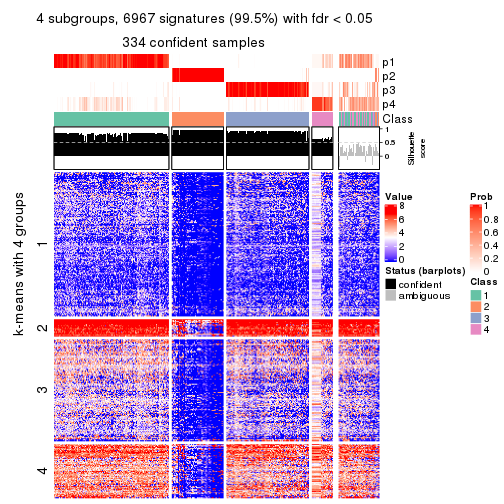 4 subgroups, 6967 signatures (99.5%) with fdr < 0.05
334 confident samples
p1
p2
p3
p4
Class
1
0.5
0
Silhouette
score
k-means with 4 groups
1
2
3
4
Value
8
6
4
2
0
Status (barplots)
confident
ambiguous
Prob
1
0.8
0.6
0.4
0.2
0
Class
1
2
3
4